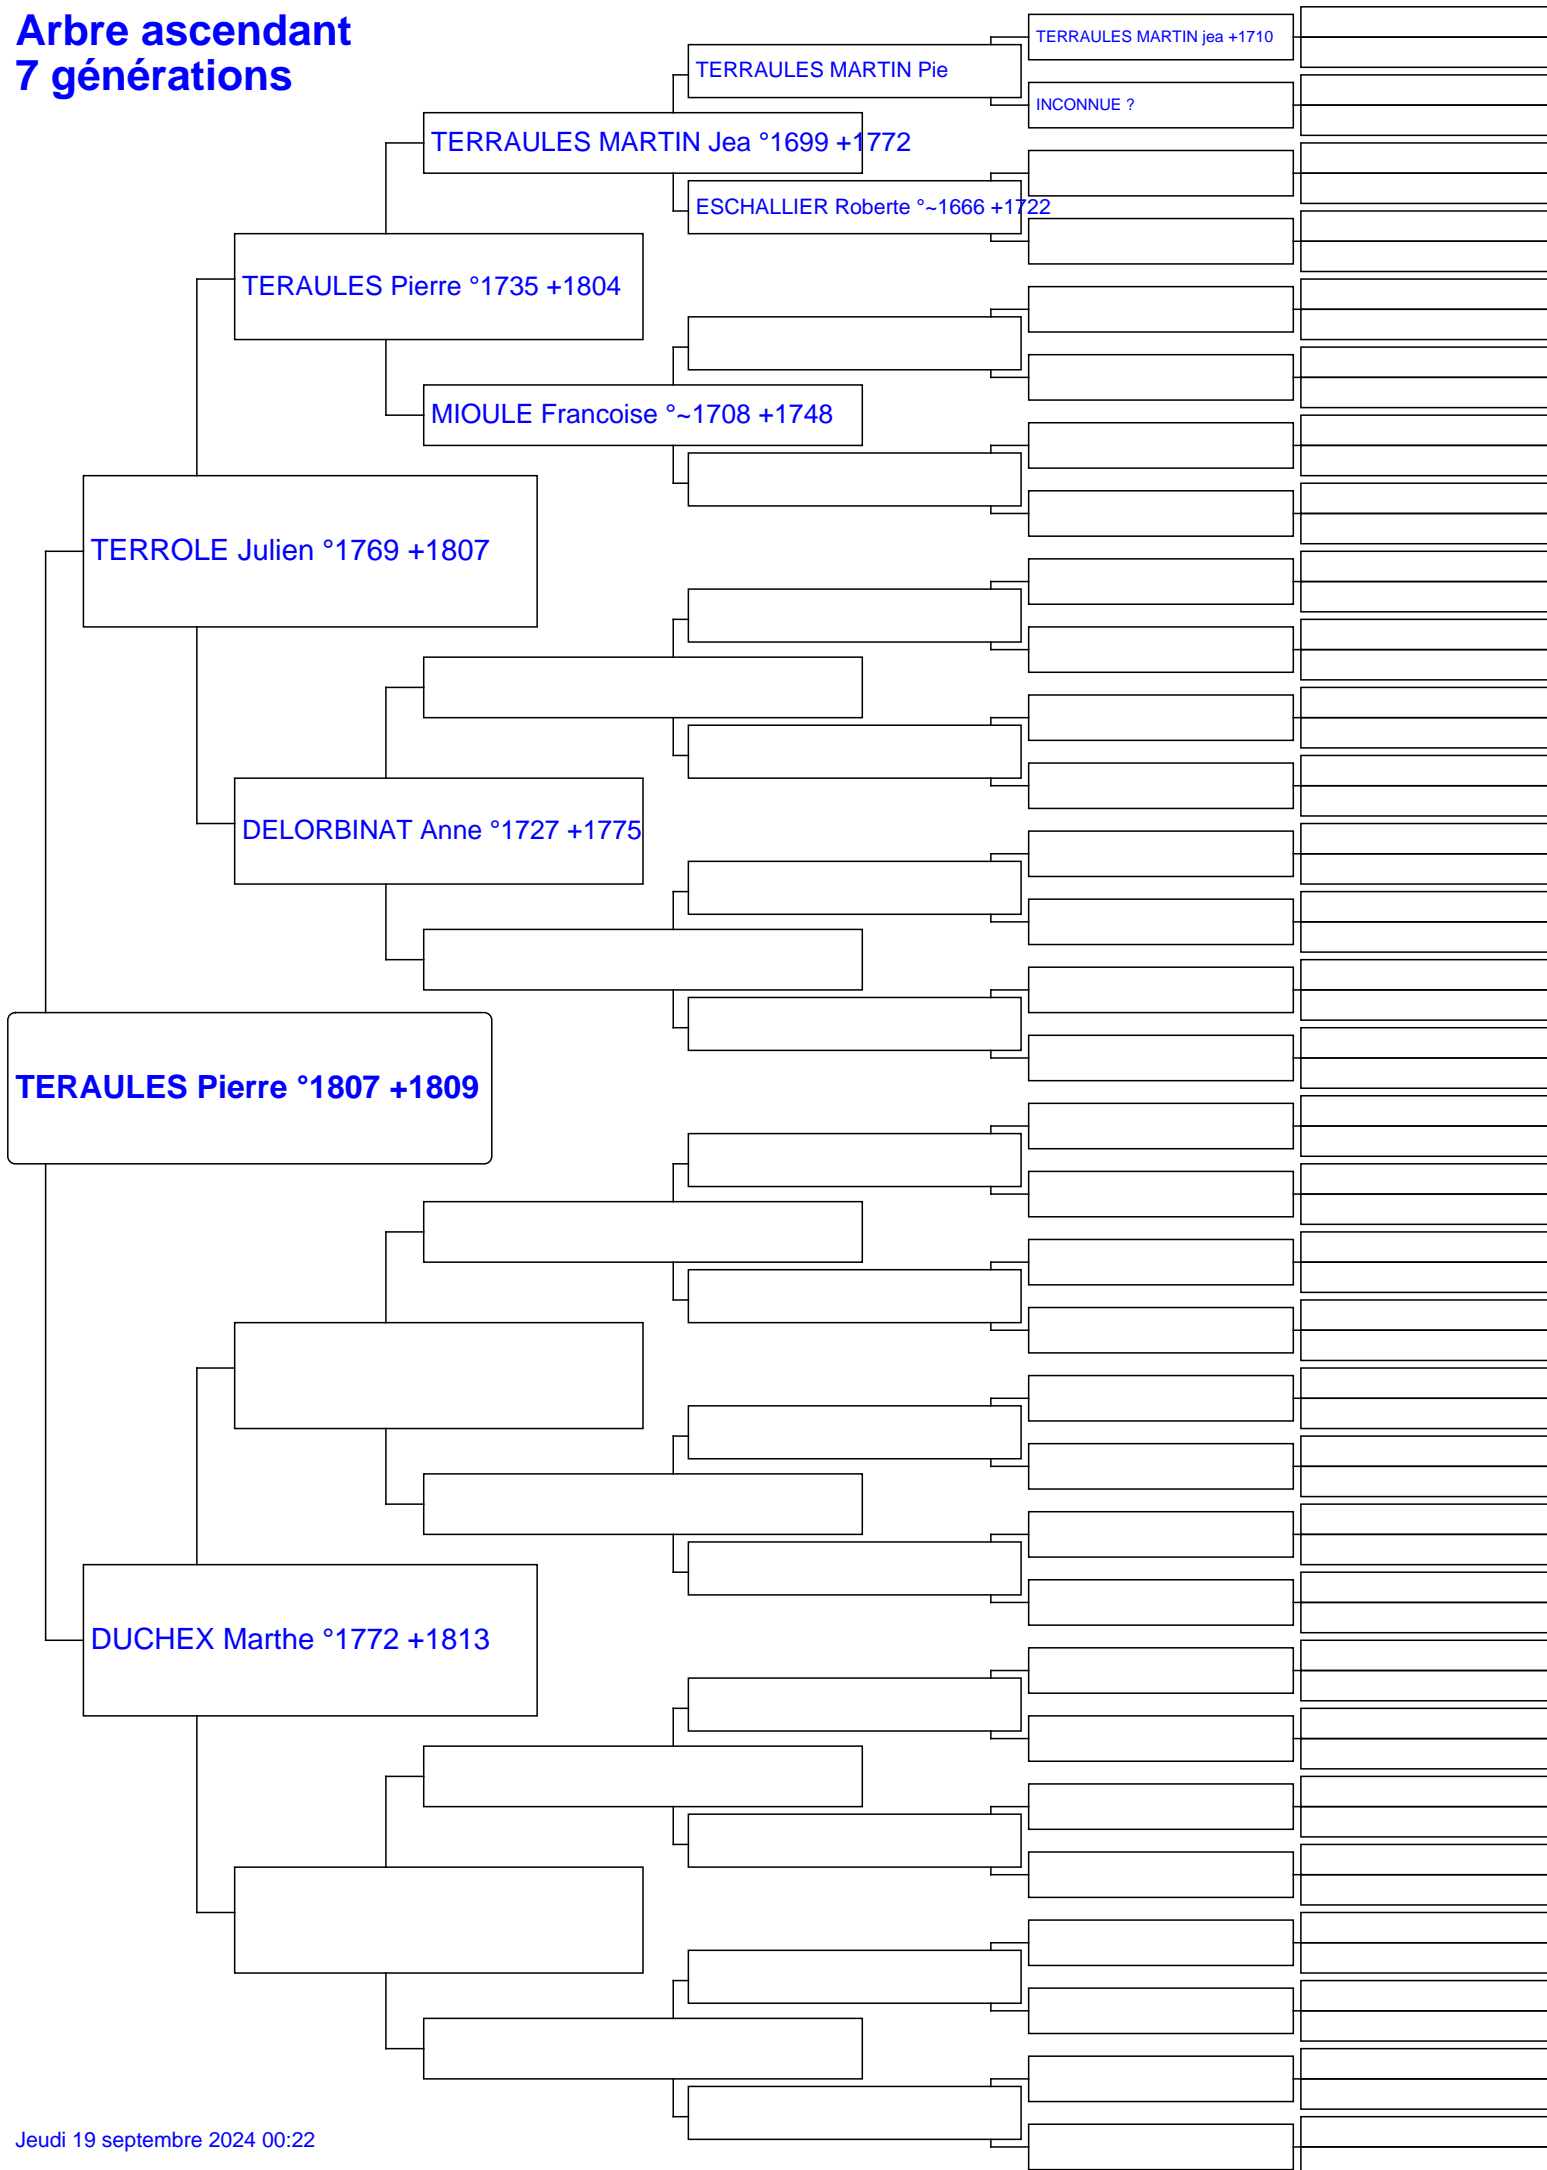 Arbre ascendant
7 générations
TERRAULES MARTIN jea +1710
TERRAULES MARTIN Pie
INCONNUE ?
TERRAULES MARTIN Jea °1699 +1772
ESCHALLIER Roberte °~1666 +1722
TERAULES Pierre °1735 +1804
MIOULE Francoise °~1708 +1748
TERROLE Julien °1769 +1807
DELORBINAT Anne °1727 +1775
TERAULES Pierre °1807 +1809
DUCHEX Marthe °1772 +1813
Jeudi 19 septembre 2024 00:22